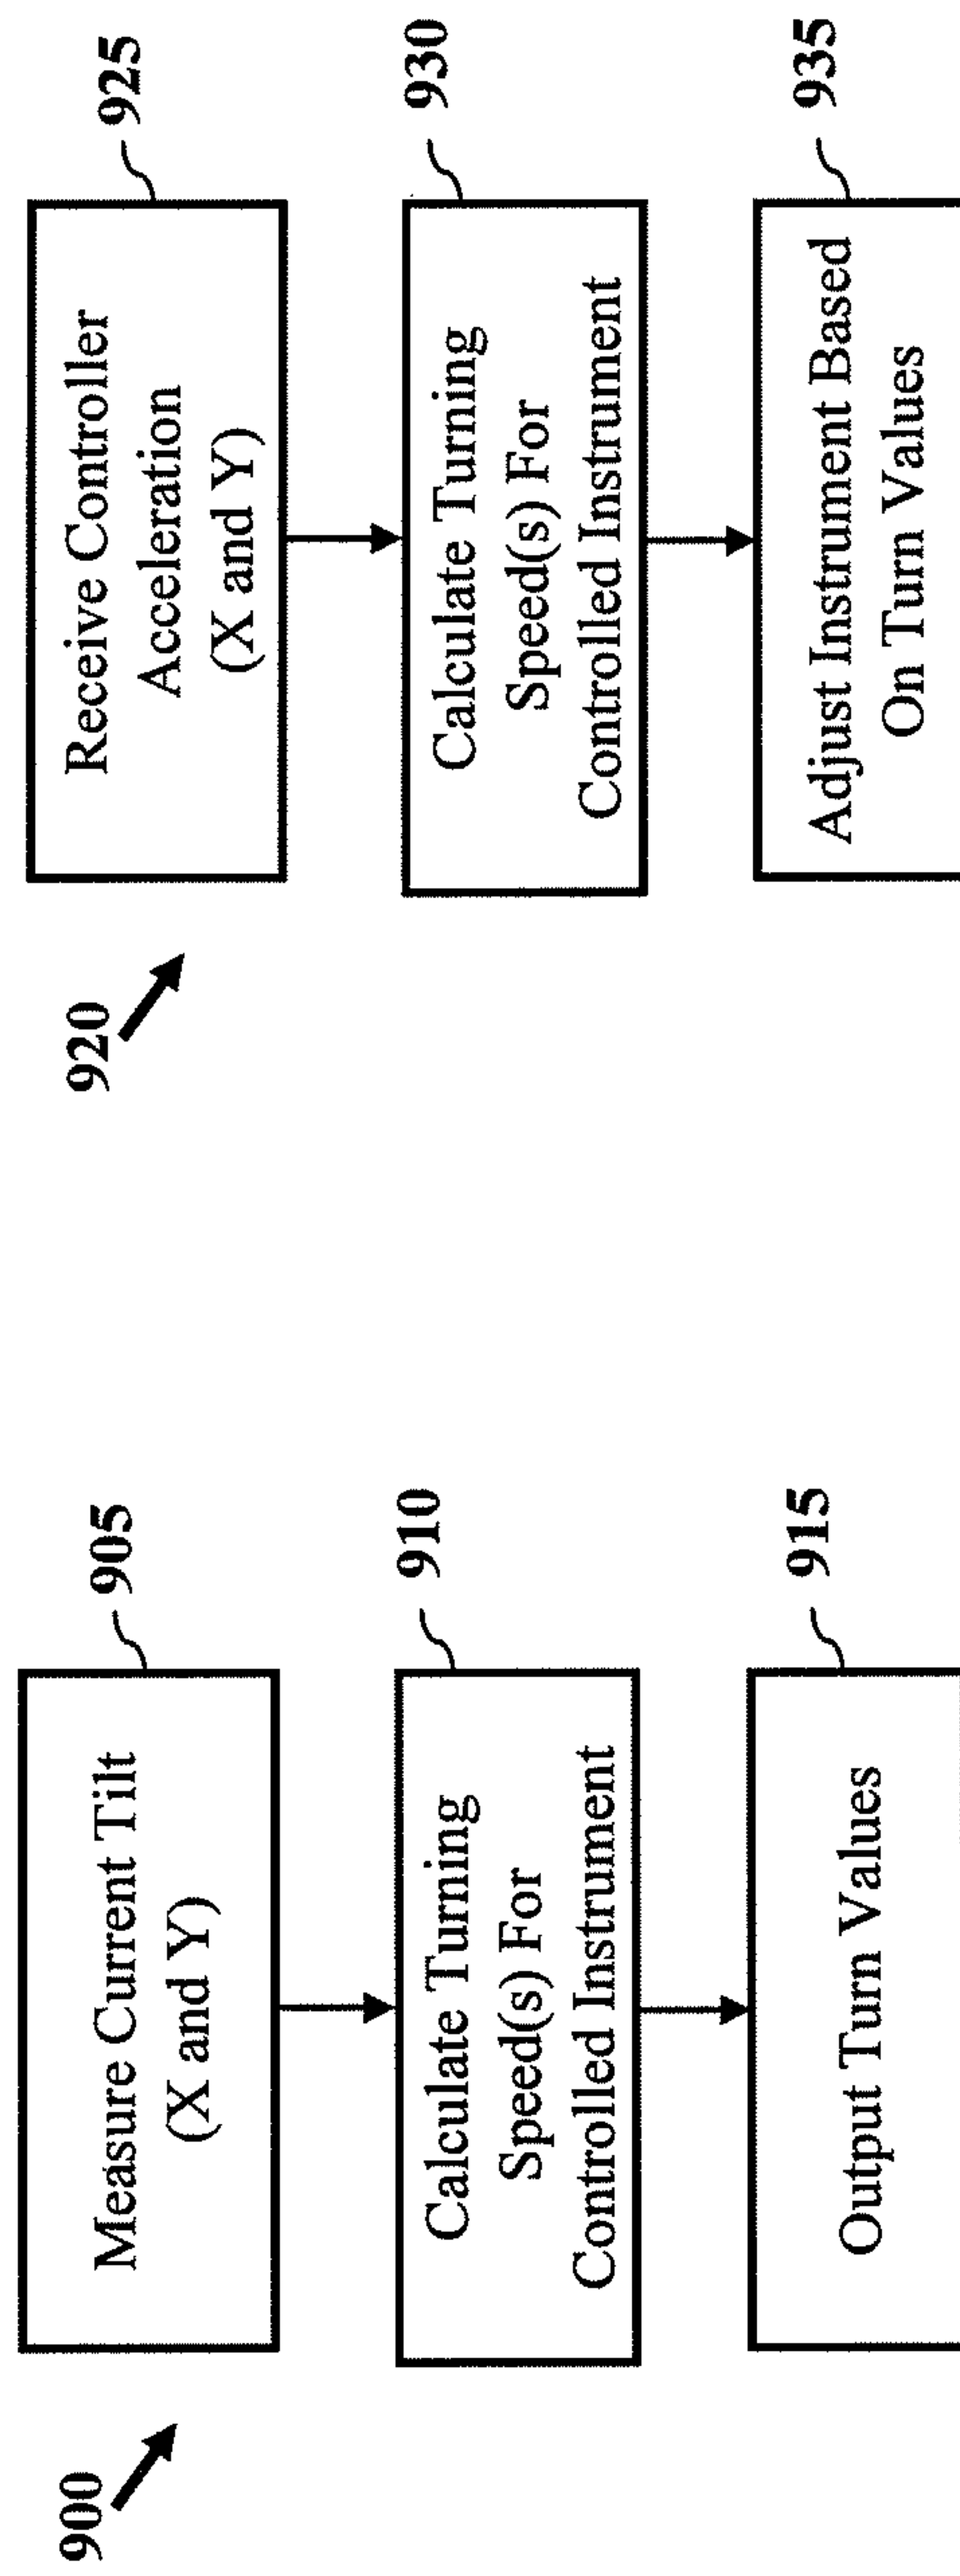 900
905
Measure Current Tilt
(X and Y)
910
Calculate Turning
Speed(s) For
Controlled Instrument
915
Output Turn Values
920
925
Receive Controller
Acceleration
(X and Y)
930
Calculate Turning
Speed(s) For
Controlled Instrument
935
Adjust Instrument Based
On Turn Values